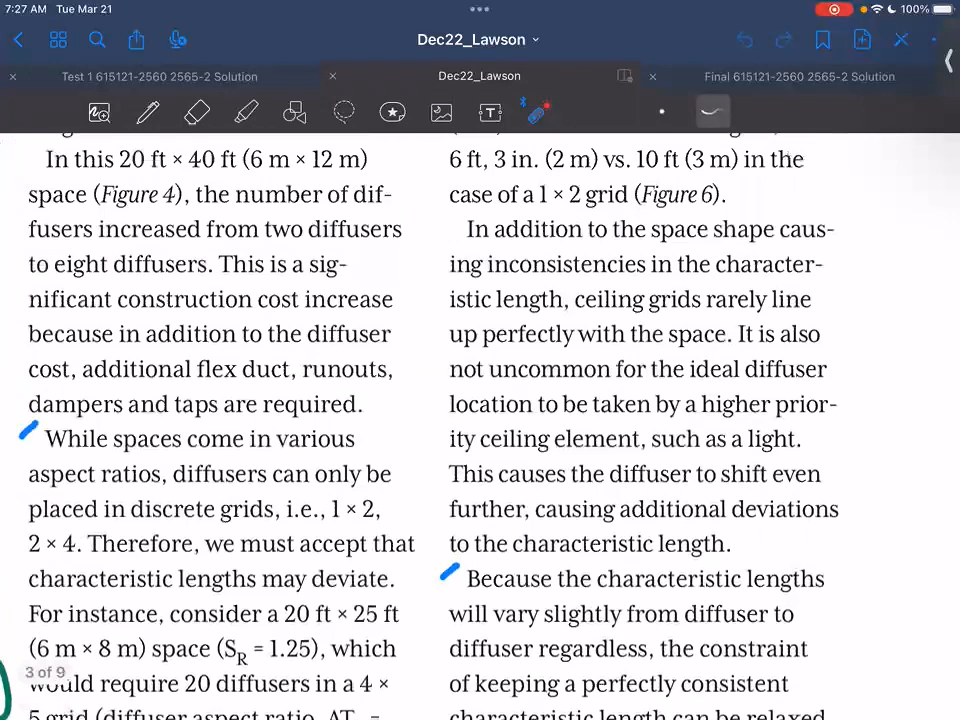 7:27 AM Tue Mar 21
100%
Dec22_Lawson
Test 1 615121-2560 2565-2 Solution
Dec22_Lawson
Final 615121-2560 2565-2 Solution
In this 20 ft × 40 ft (6 m × 12 m)
space (Figure 4), the number of dif-
fusers increased from two diffusers
to eight diffusers. This is a sig-
nificant construction cost increase
because in addition to the diffuser
cost, additional flex duct, runouts,
dampers and taps are required.
While spaces come in various
aspect ratios, diffusers can only be
placed in discrete grids, i.e., 1 × 2,
2 × 4. Therefore, we must accept that
characteristic lengths may deviate.
For instance, consider a 20 ft × 25 ft
(6 m × 8 m) space (SR = 1.25), which
would require 20 diffusers in a 4 ×
5 grid (diffuser aspect ratio, AT =
3 of 9
6 ft, 3 in. (2 m) vs. 10 ft (3 m) in the
case of a 1 × 2 grid (Figure 6).
In addition to the space shape caus-
ing inconsistencies in the character-
istic length, ceiling grids rarely line
up perfectly with the space. It is also
not uncommon for the ideal diffuser
location to be taken by a higher prior-
ity ceiling element, such as a light.
This causes the diffuser to shift even
further, causing additional deviations
to the characteristic length.
Because the characteristic lengths
will vary slightly from diffuser to
diffuser regardless, the constraint
of keeping a perfectly consistent
characteristic length can be relaxed